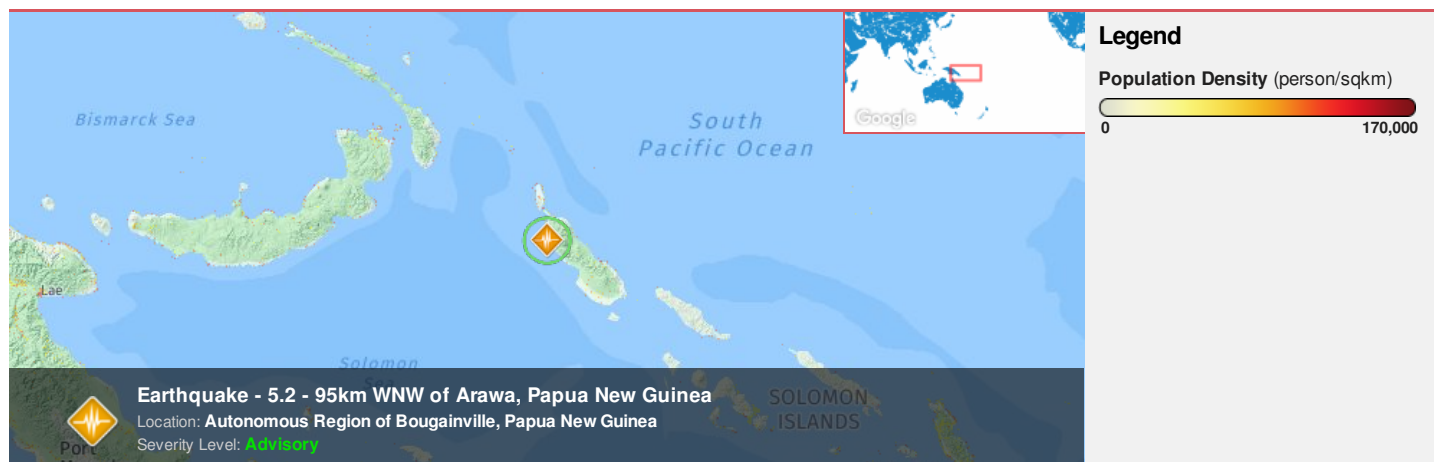 Bismarck Sea
South
Pacific Ocean
Google
Lae
Solomon
Sea
SOLOMON
ISLANDS
Port
Earthquake - 5.2 - 95km WNW of Arawa, Papua New Guinea
Location: Autonomous Region of Bougainville, Papua New Guinea
Severity Level: Advisory
Legend
Population Density (person/sqkm)
0 170,000